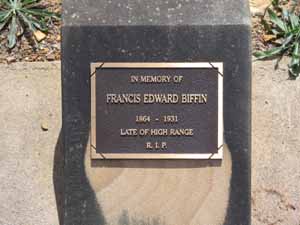 IN MEMORY OF
FRANCIS EDWARD BIFFIN
1864 - 1931
LATE OF HIGH RANGE
R. I. P.